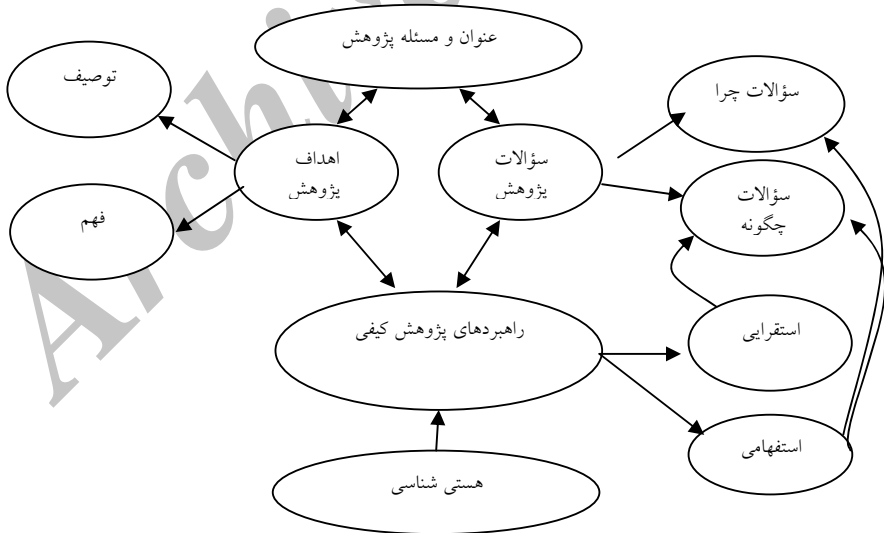 عنوان و مسئله پژوهش
سؤالات چرا
توصیف
سؤالات
پژوهش
اهداف
پژوهش
سؤالات
چگونه
فهم
راهبردهای پژوهش کیفی
استقرایی
استفهامی
هستی شناسی
Archive